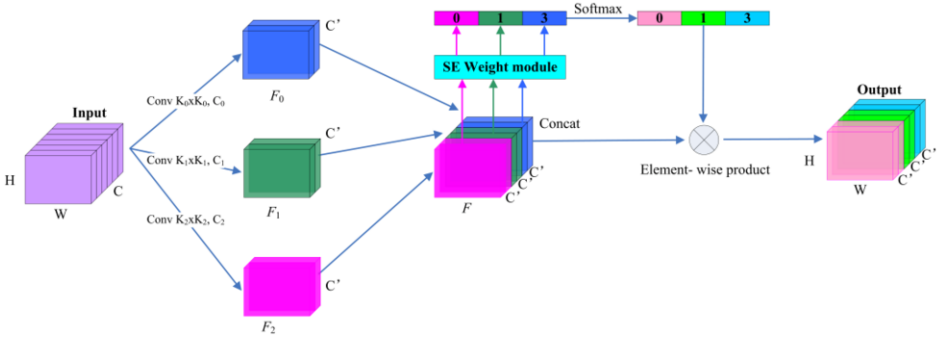 0 1 3
Softmax
0 1 3
C’
SE Weight module
F0
Conv K0xK0, C0
Input
Output
Concat
C’
H
C
W
Conv K1xK1, C1
F1
C’
C’
C’
F
Element- wise product
H
W
C’
C’
C’
Conv K2xK2, C2
C’
F2